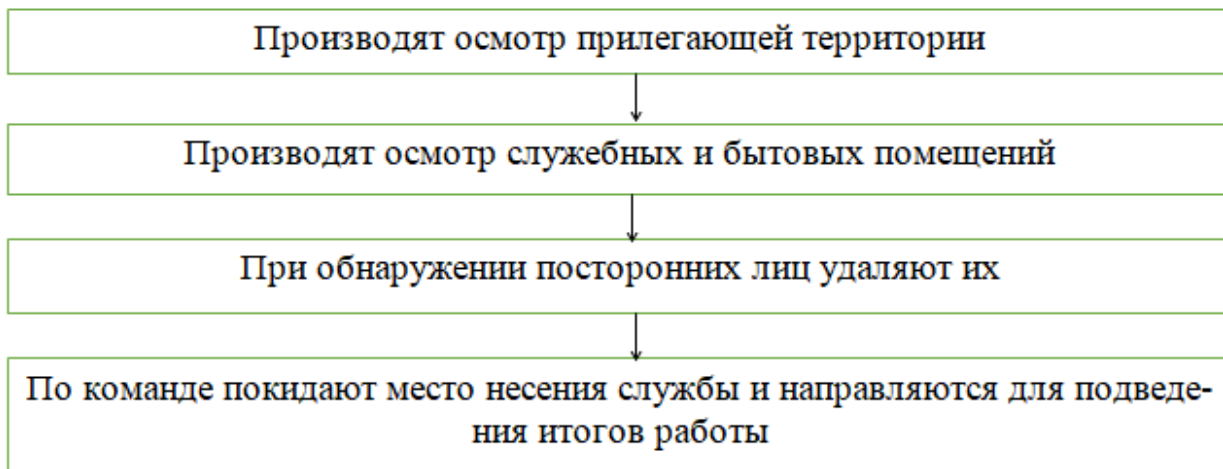 Производят осмотр прилегающей территории
Производят осмотр служебных и бытовых помещений
При обнаружении посторонних лиц удаляют их
По команде покидают место несения службы и направляются для подведе-
ния итогов работы